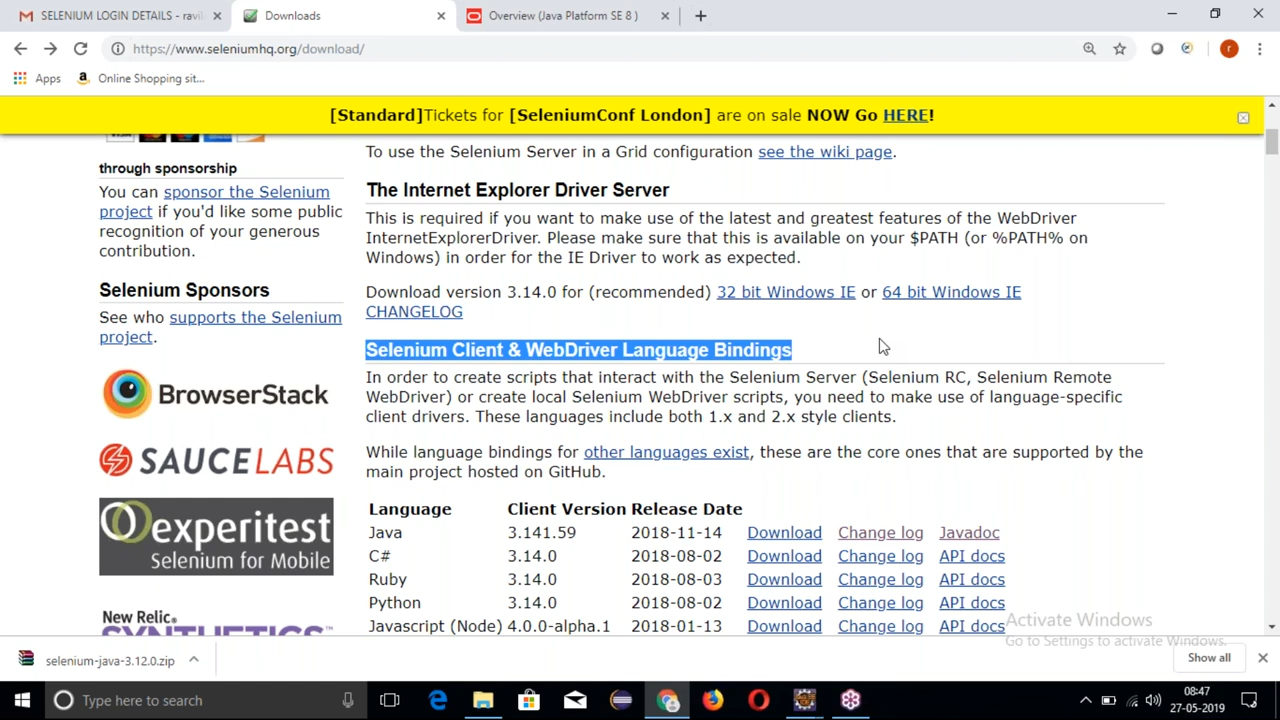 SELENIUM LOGIN DETAILS - ravil
Downloads
Overview (Java Platform SE 8 )
https://www.seleniumhq.org/download/
r
Apps
Online Shopping sit...
[Standard]Tickets for [SeleniumConf London] are on sale NOW Go HERE!
through sponsorship
You can sponsor the Selenium
project if you'd like some public
recognition of your generous
contribution.
Selenium Sponsors
See who supports the Selenium
project.
BrowserStack
SAUCELABS
experitest
Selenium for Mobile
New Relic.
SYNTHETICS™
To use the Selenium Server in a Grid configuration see the wiki page.
The Internet Explorer Driver Server
This is required if you want to make use of the latest and greatest features of the WebDriver
InternetExplorerDriver. Please make sure that this is available on your $PATH (or %PATH% on
Windows) in order for the IE Driver to work as expected.
Download version 3.14.0 for (recommended) 32 bit Windows IE or 64 bit Windows IE
CHANGELOG
Selenium Client & WebDriver Language Bindings
In order to create scripts that interact with the Selenium Server (Selenium RC, Selenium Remote
WebDriver) or create local Selenium WebDriver scripts, you need to make use of language-specific
client drivers. These languages include both 1.x and 2.x style clients.
While language bindings for other languages exist, these are the core ones that are supported by the
main project hosted on GitHub.
Language Client Version Release Date
Java 3.141.59 2018-11-14 Download Change log Javadoc
C# 3.14.0 2018-08-02 Download Change log API docs
Ruby 3.14.0 2018-08-03 Download Change log API docs
Python 3.14.0 2018-08-02 Download Change log API docs
Javascript (Node) 4.0.0-alpha.1 2018-01-13 Download Change log API docs
Activate Windows
Go to Settings to activate Windows.
selenium-java-3.12.0.zip
Show all
Type here to search
08:47
27-05-2019